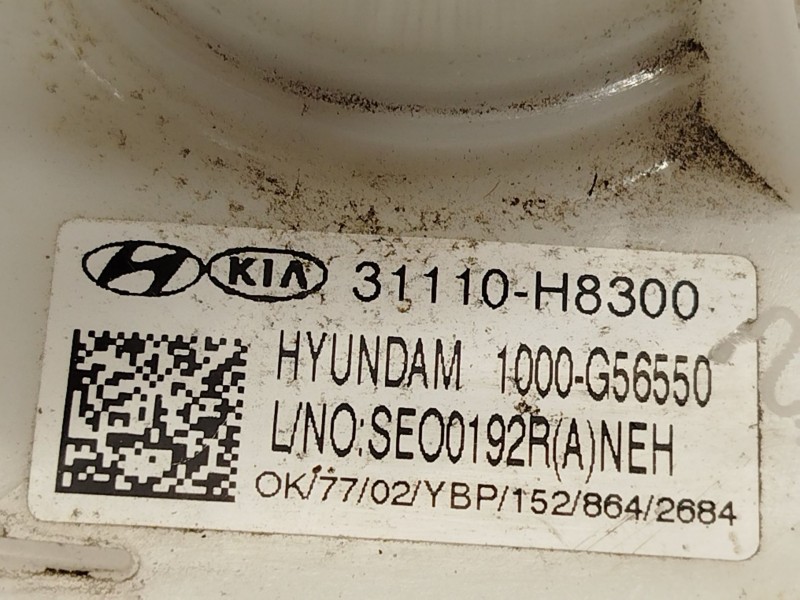 KIA 31110-H8300
HYUNDAM 1000-G56550
L/NO:SEO0192R(A)NEH
OK/77/02/YBP/152/864/2684